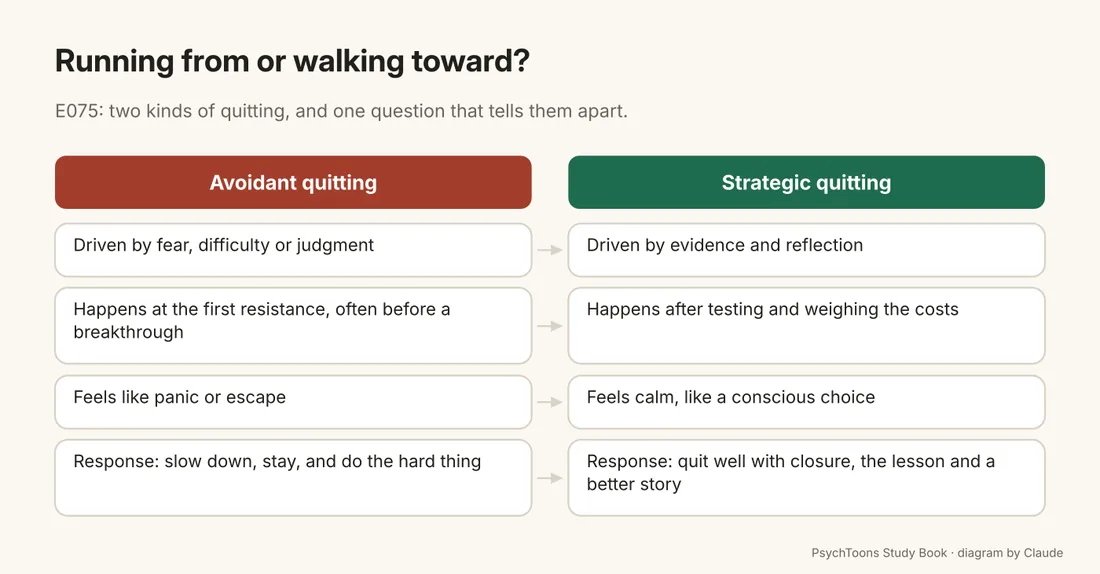 Running from or walking toward?
E075: two kinds of quitting, and one question that tells them apart.
Avoidant quitting
Strategic quitting
Driven by fear, difficulty or judgment
Driven by evidence and reflection
Happens at the first resistance, often before a
breakthrough
Happens after testing and weighing the costs
Feels like panic or escape
Feels calm, like a conscious choice
Response: slow down, stay, and do the hard thing
Response: quit well with closure, the lesson and a
better story
PsychToons Study Book · diagram by Claude